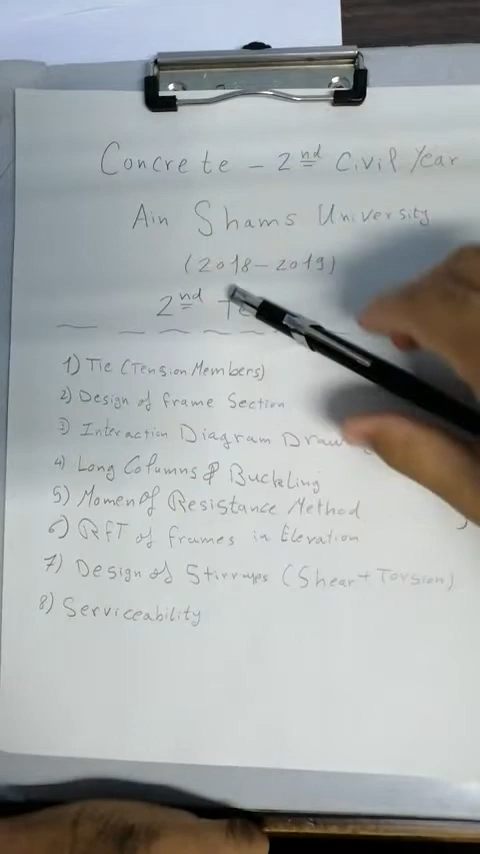 Concrete - 2nd Civil Year
Ain Shams University
(2018-2019)
2nd
1) Tie (Tension Members)
2) Design of Frame Section
3) Interaction Diagram
4) Long Columns & Buckling
5) Moment of Resistance Method
6) RFT of Frames in Elevation
7) Design of Stirrups (Shear + Torsion)
8) Serviceability